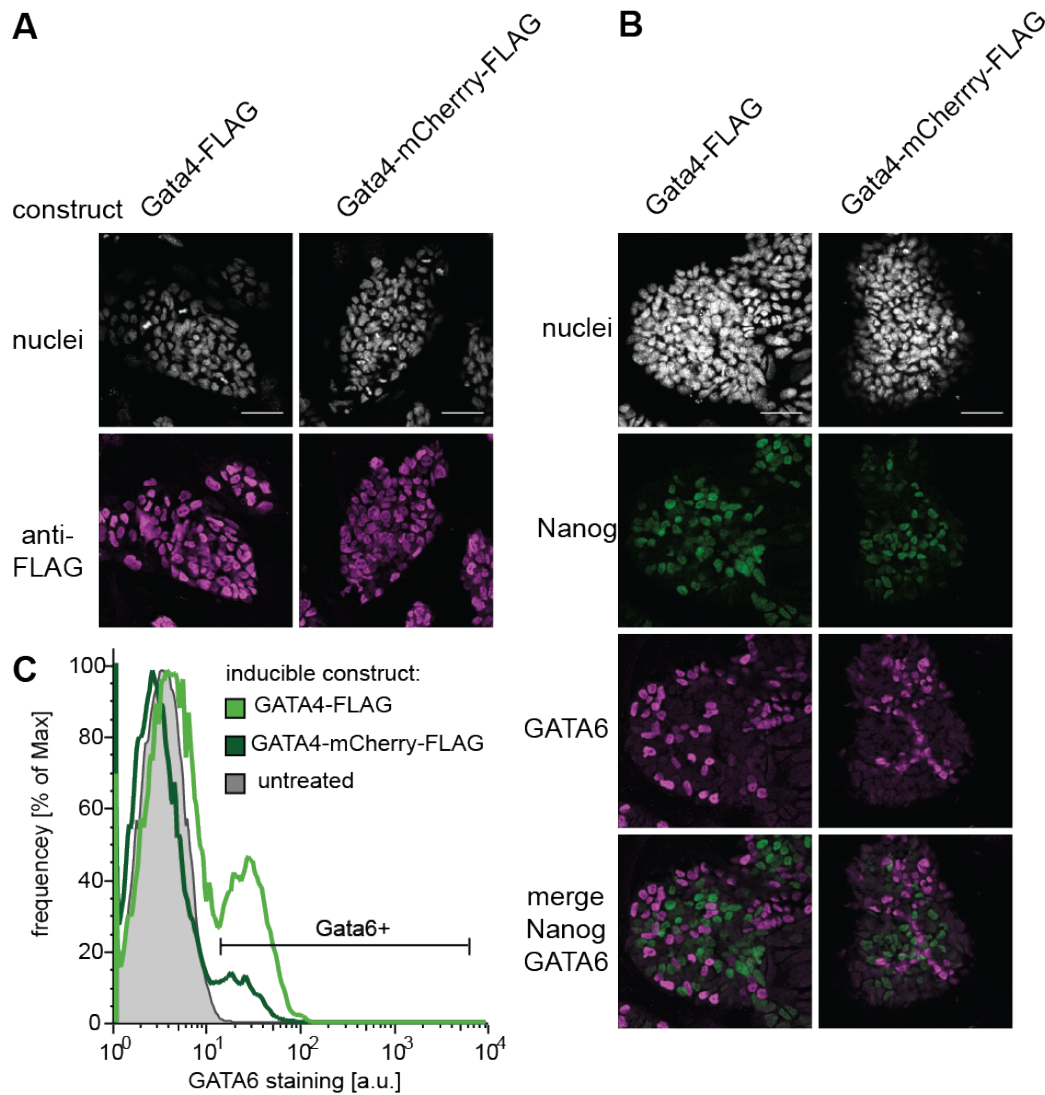 A
construct
Gata4-FLAG
Gata4-mCherrry-FLAG
nuclei
anti-
FLAG
B
Gata4-FLAG
Gata4-mCherrry-FLAG
nuclei
Nanog
GATA6
merge
Nanog
GATA6
C
inducible construct:
GATA4-FLAG
GATA4-mCherry-FLAG
untreated
Gata6+
frequencey [% of Max]
100
80
60
40
20
0
10⁰
10¹
10²
10³
10⁴
GATA6 staining [a.u.]